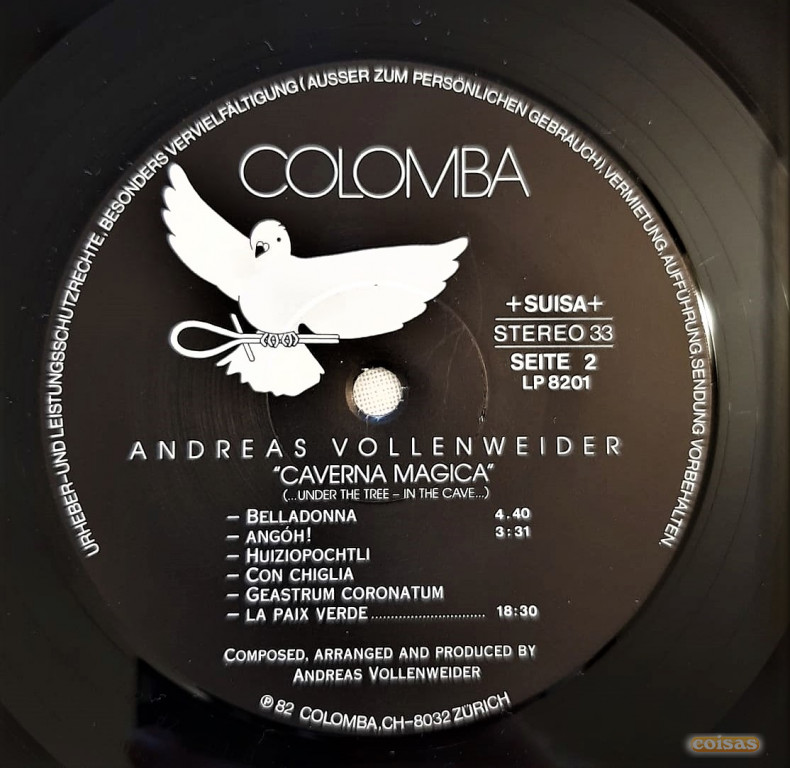 URHEBER-UND LEISTUNGSSCHUTZRECHTE, BESONDERS VERVIELFÄLTIGUNG (AUSSER ZUM PERSÖNLICHEN GEBRAUCH), VERMIETUNG, AUFFÜHRUNG, SENDUNG VORBEHALTEN.
COLOMBA
+SUISA+
STEREO 33
SEITE 2
LP 8201
ANDREAS VOLLENWEIDER
"CAVERNA MAGICA"
(...UNDER THE TREE – IN THE CAVE...)
– BELLADONNA 4.40
– ANGÓH! 3:31
– HUIZIOPOCHTLI
– CON CHIGLIA
– GEASTRUM CORONATUM
– LA PAIX VERDE............................ 18:30
COMPOSED, ARRANGED AND PRODUCED BY
ANDREAS VOLLENWEIDER
℗ 82 COLOMBA, CH-8032 ZÜRICH
coisas